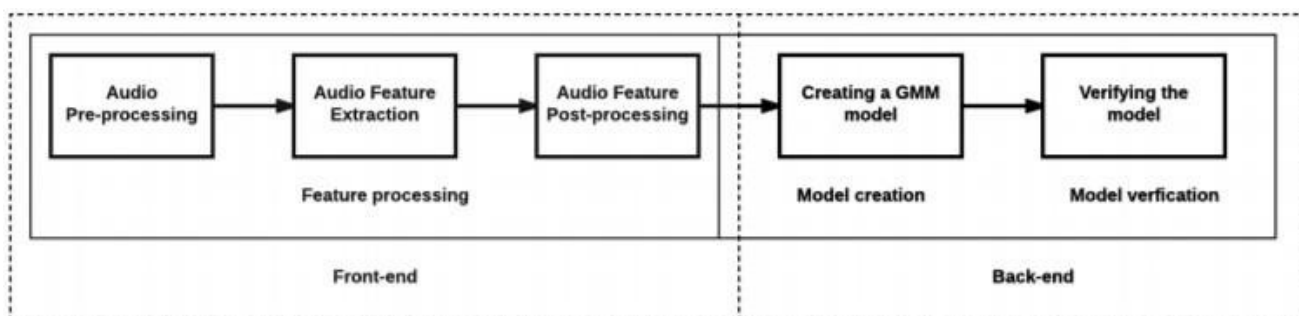 Audio
Pre-processing
Audio Feature
Extraction
Audio Feature
Post-processing
Creating a GMM
model
Verifying the
model
Feature processing
Model creation
Model verfication
Front-end
Back-end